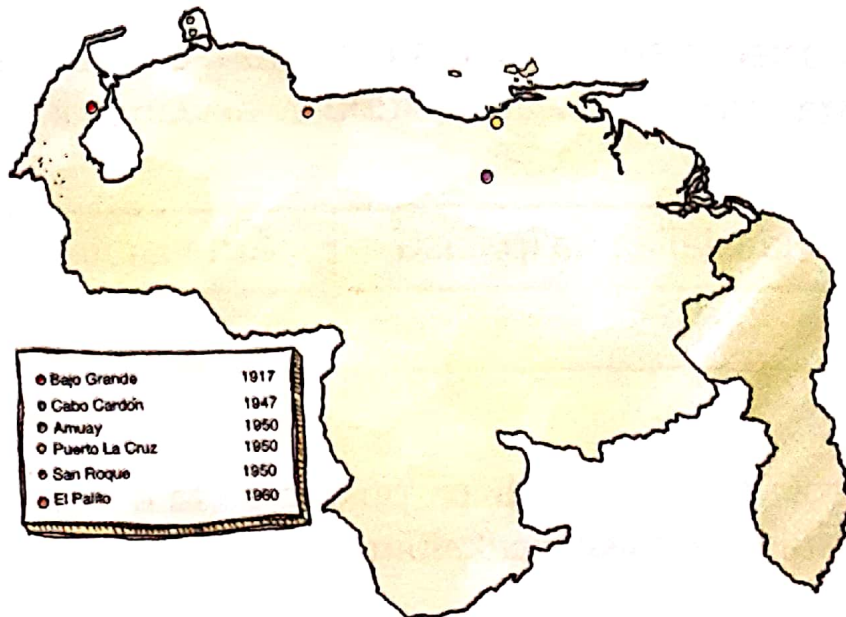 Bajo Grande 1917
Cabo Cardón 1947
Amuay 1950
Puerto La Cruz 1950
San Roque 1950
El Palito 1960